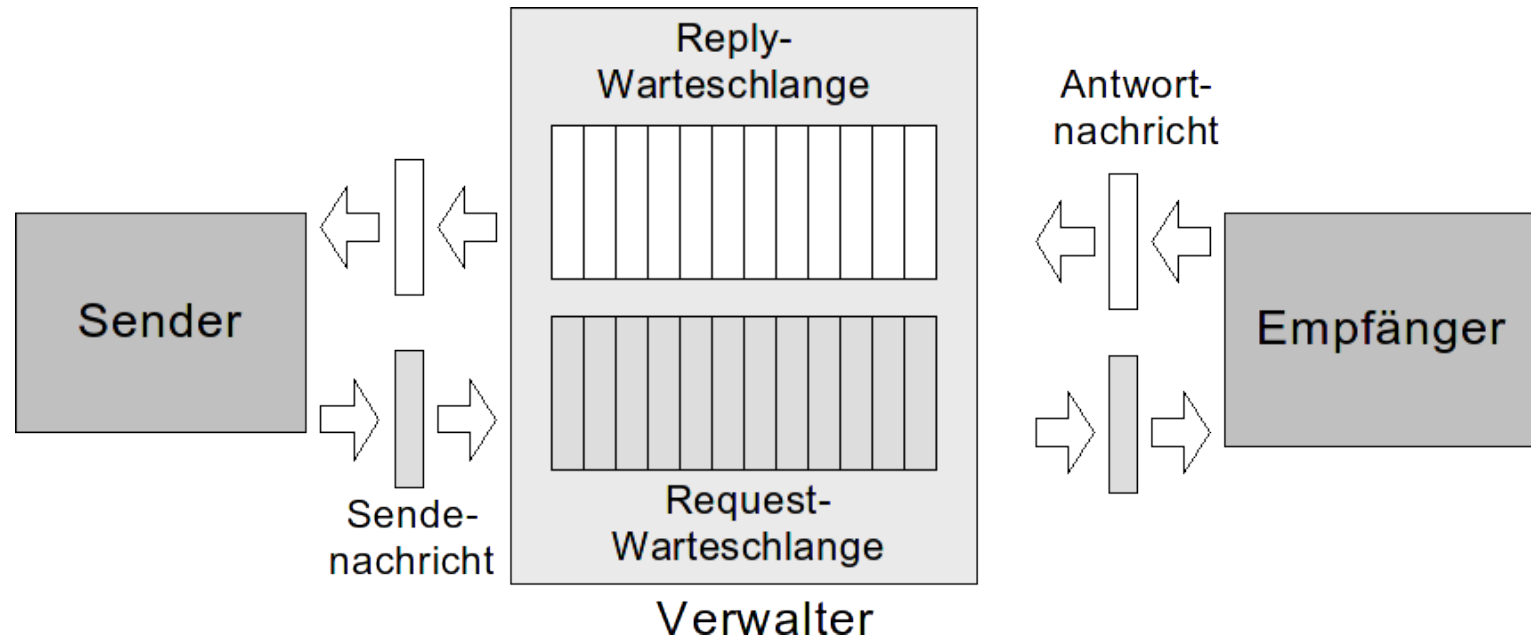 Reply-
Warteschlange
Antwort-
nachricht
Sender
Empfänger
Sende-
nachricht
Request-
Warteschlange
Verwalter